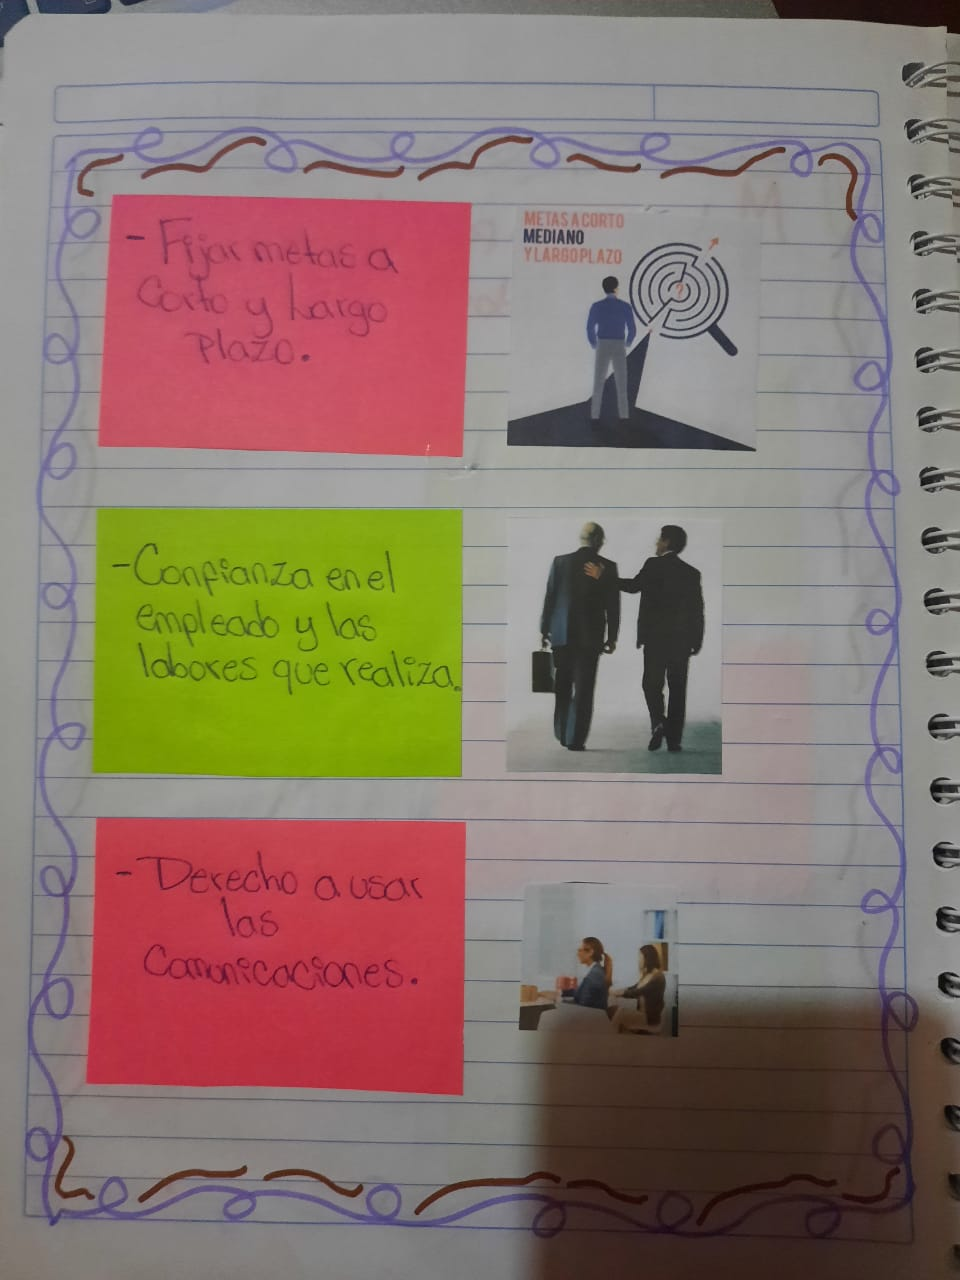 - Fijar metas a
Corto y Largo
Plazo.
METAS A CORTO
MEDIANO
Y LARGO PLAZO
- Confianza en el
empleado y las
labores que realiza.
- Derecho a usar
las
Comunicaciones.